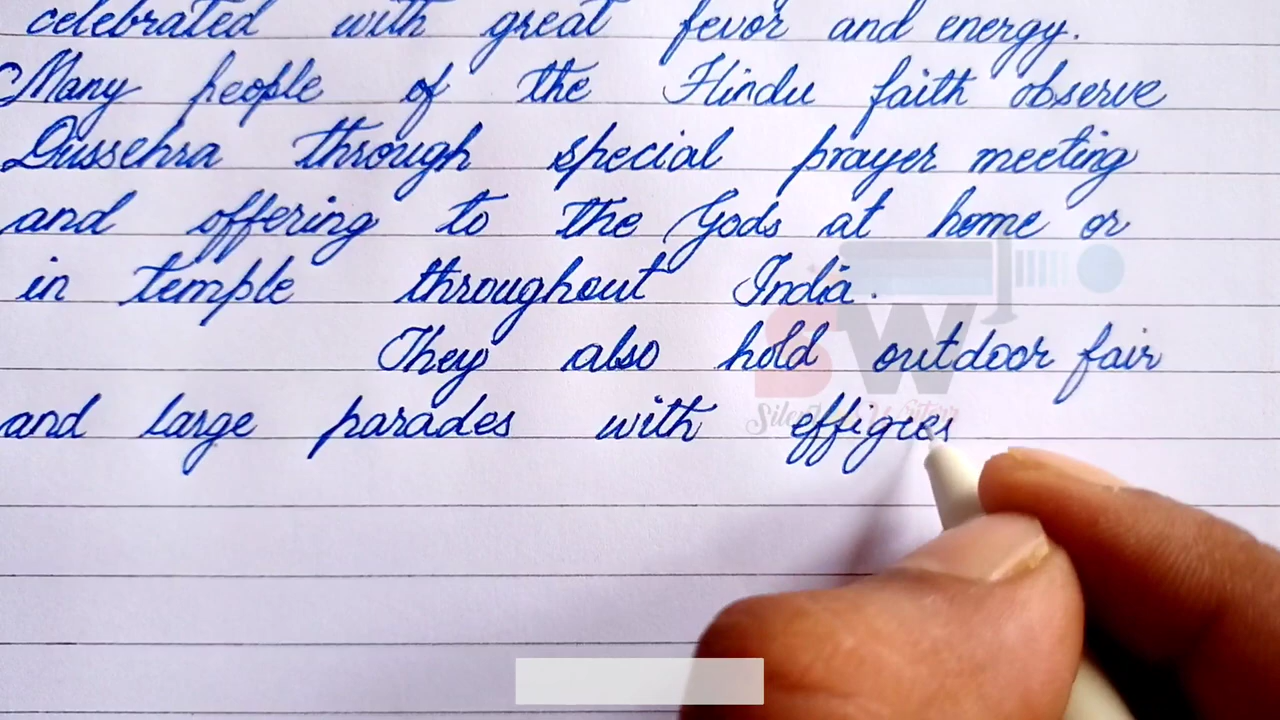 celebrated with great fevor and energy.
Many people of the Hindu faith observe
Dussehra through special prayer meeting
and offering to the Gods at home or
in temple throughout India.
They also hold outdoor fair
and large parades with effigies
SW